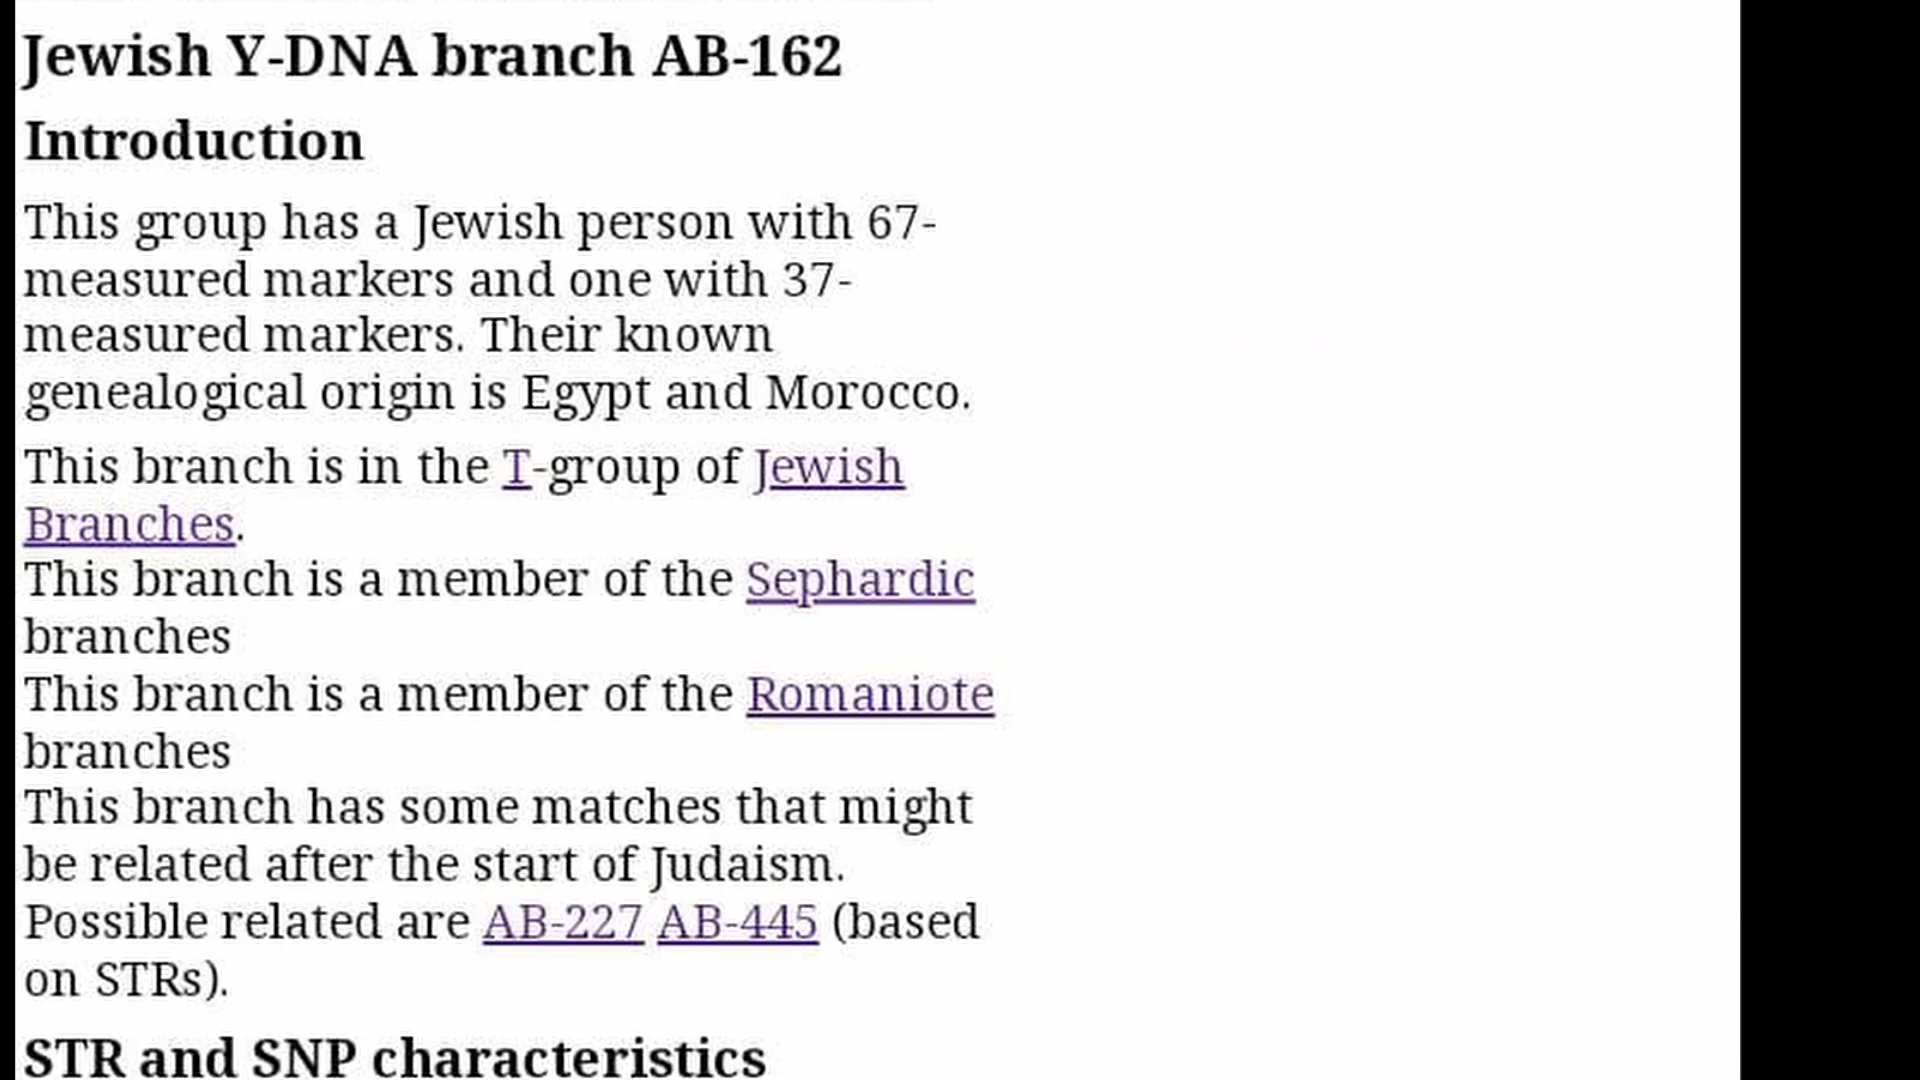 Jewish Y-DNA branch AB-162
Introduction
This group has a Jewish person with 67-
measured markers and one with 37-
measured markers. Their known
genealogical origin is Egypt and Morocco.
This branch is in the T-group of Jewish
Branches.
This branch is a member of the Sephardic
branches
This branch is a member of the Romaniote
branches
This branch has some matches that might
be related after the start of Judaism.
Possible related are AB-227 AB-445 (based
on STRs).
STR and SNP characteristics